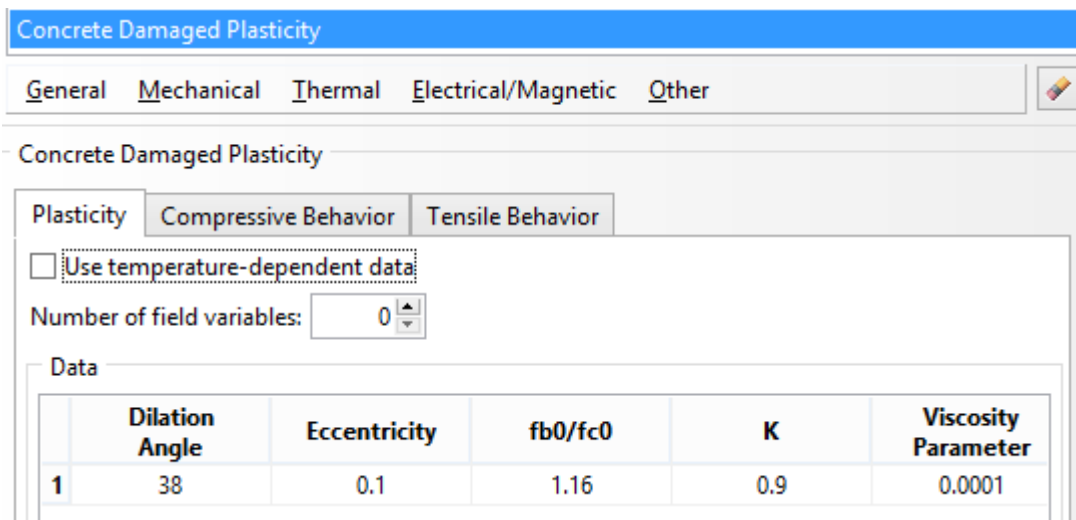 Concrete Damaged Plasticity
General Mechanical Thermal Electrical/Magnetic Other
Concrete Damaged Plasticity
Plasticity Compressive Behavior Tensile Behavior
Use temperature-dependent data
Number of field variables: 0
Data
Dilation Angle Eccentricity fb0/fc0 K Viscosity Parameter
1 38 0.1 1.16 0.9 0.0001